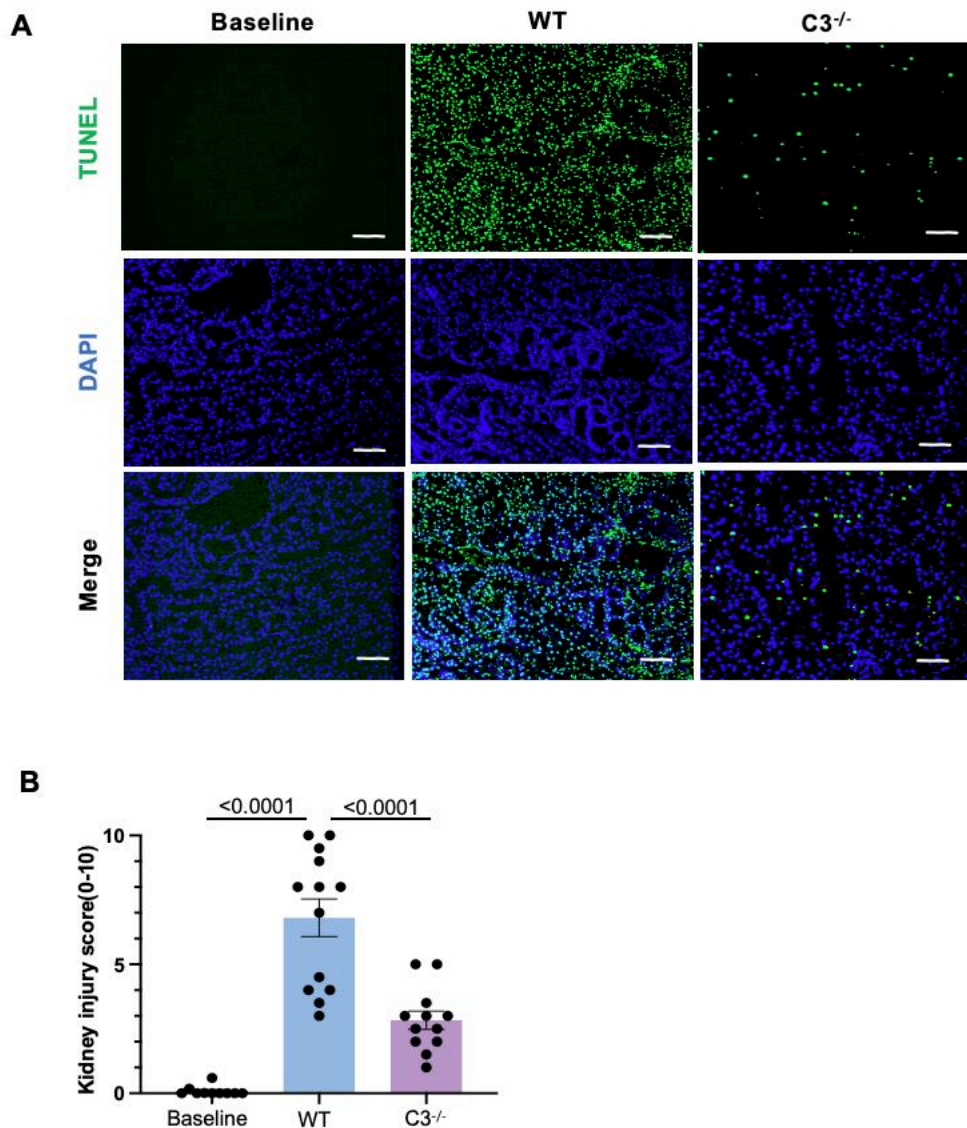 A
Baseline
WT
C3-/-
TUNEL
DAPI
Merge
B
<0.0001
<0.0001
Kidney injury score(0-10)
10
5
0
Baseline
WT
C3-/-